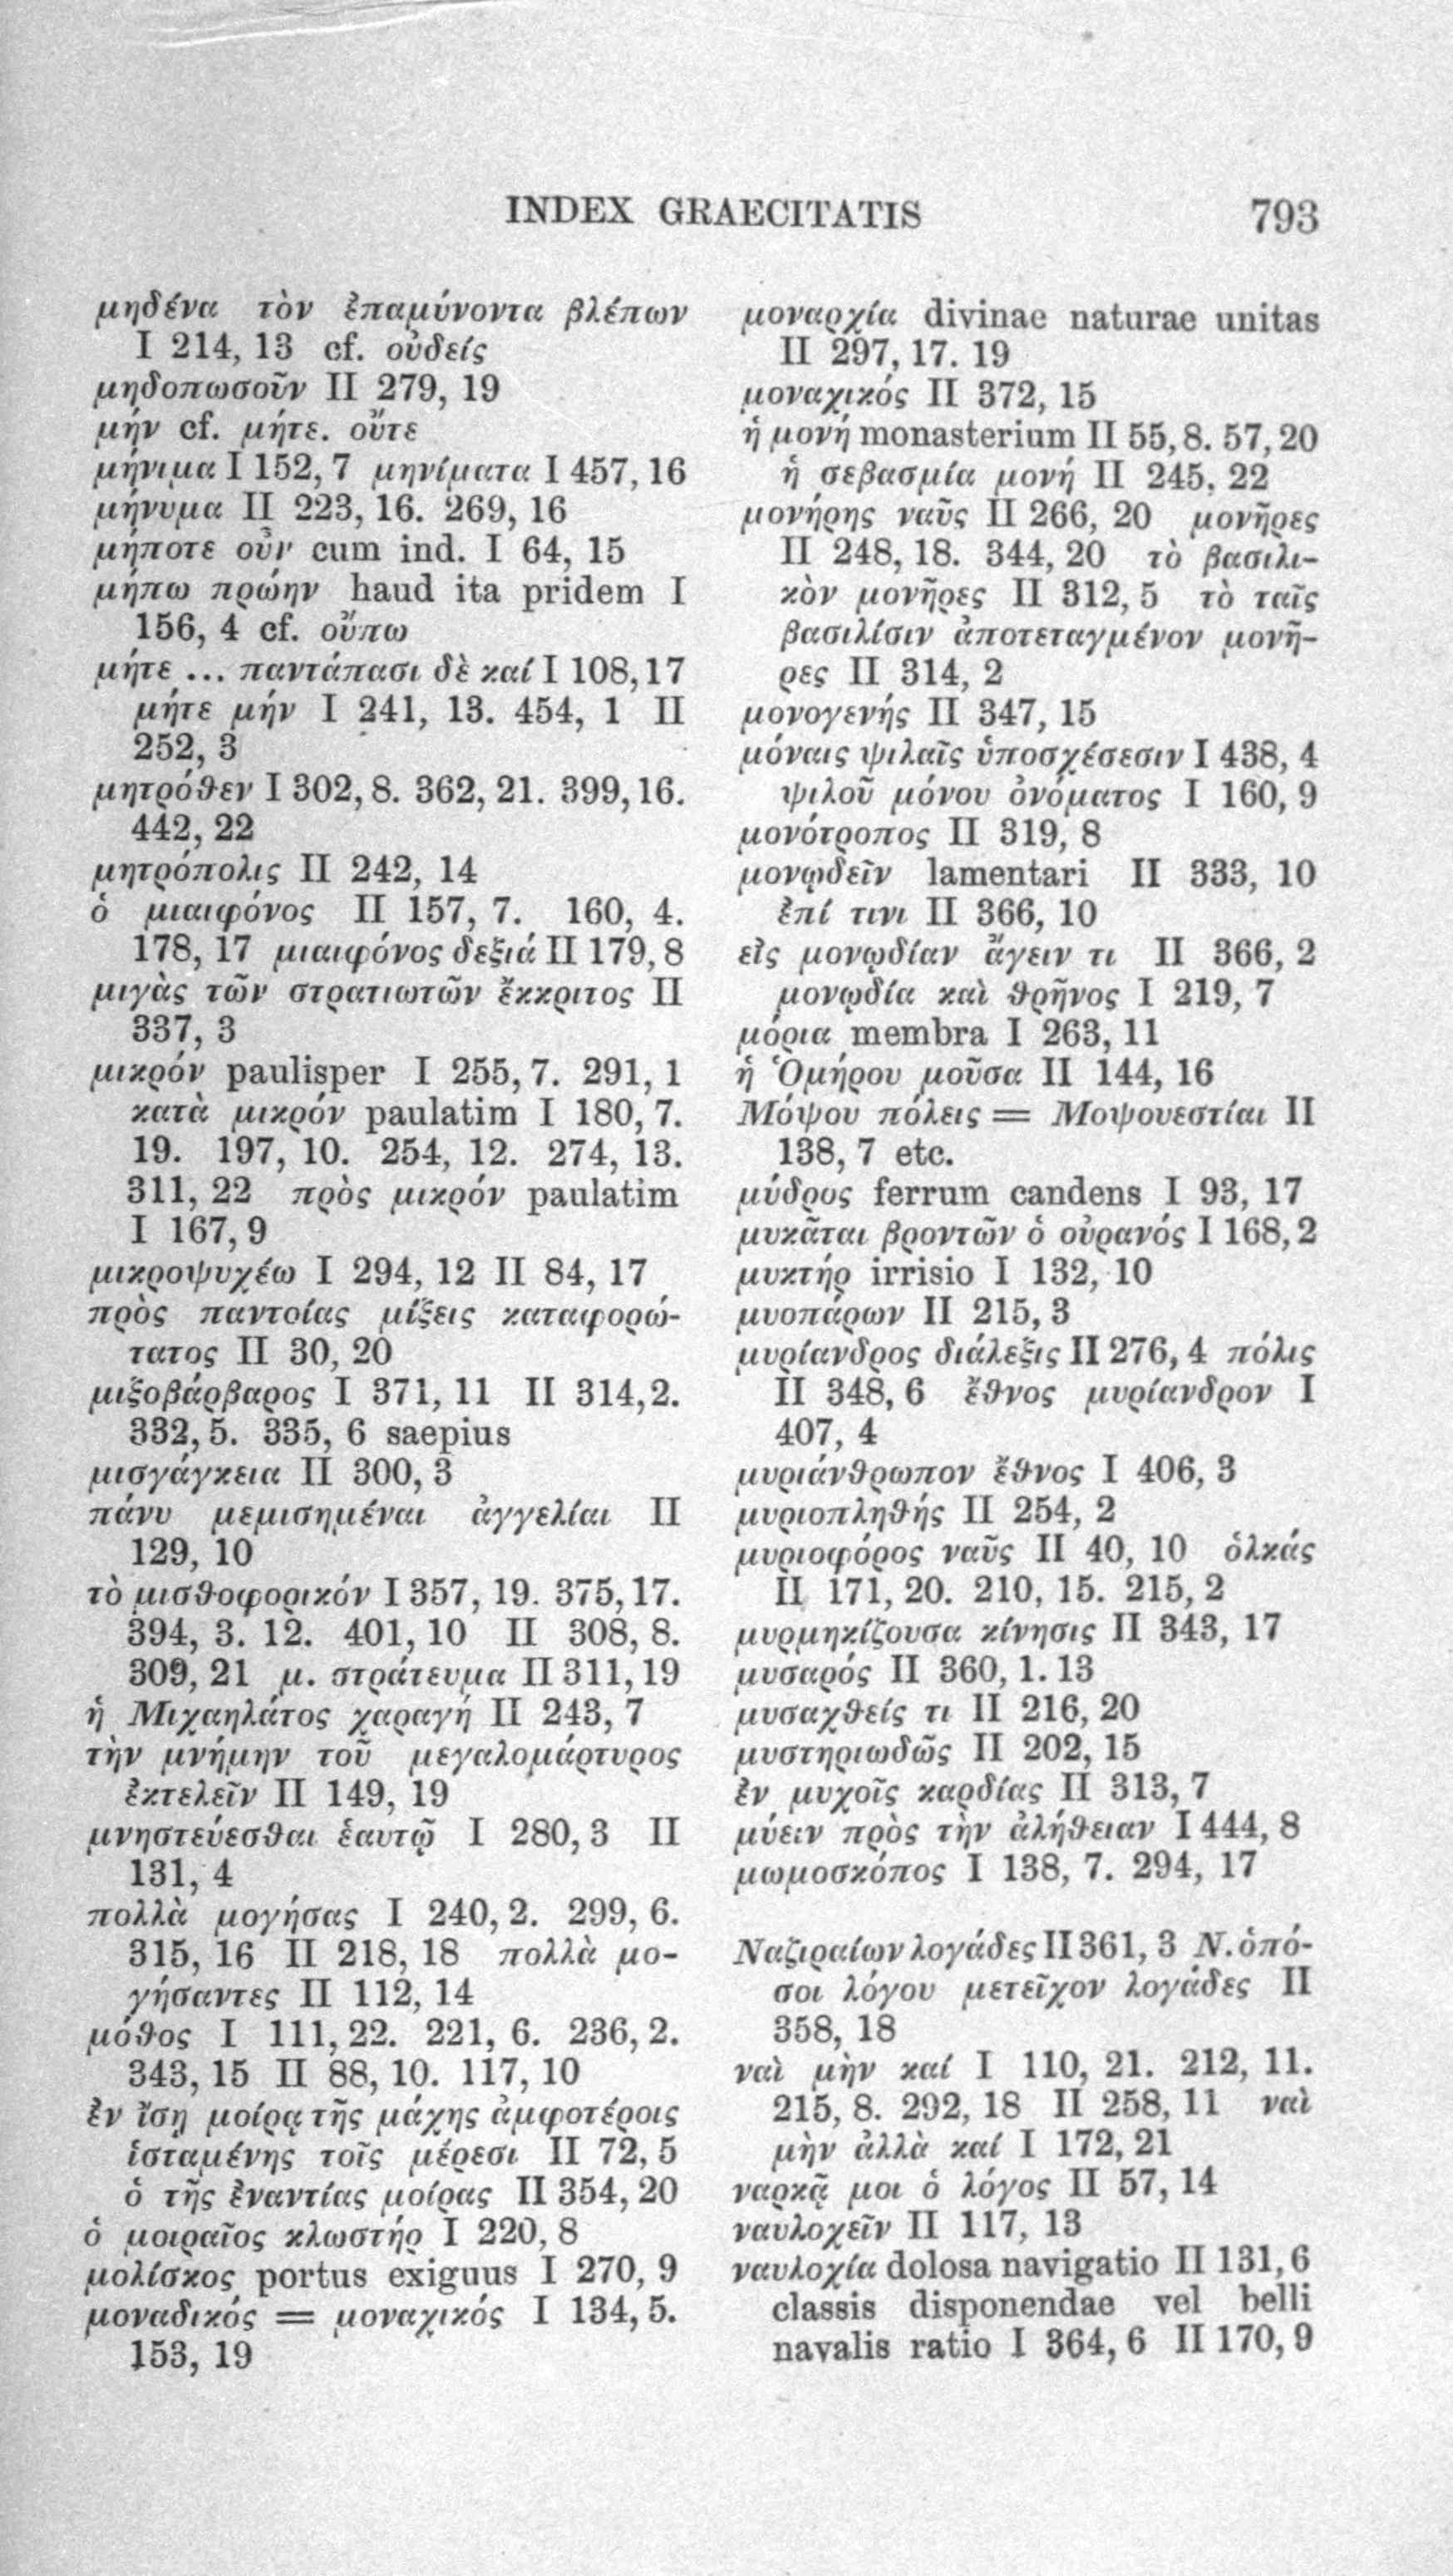 INDEX GRAECITATIS 793
μηδένα τὸν ἐπαμύνοντα βλέπων
I 214, 13 cf. οὐδείς
μηδοπωσοῦν II 279, 19
μήν cf. μήτε. οὔτε
μήνιμα I 152, 7 μηνίματα I 457, 16
μήνυμα II 223, 16. 269, 16
μήποτε οὖν cum ind. I 64, 15
μήπω πρώην haud ita pridem I
156, 4 cf. οὔπω
μήτε ... παντάπασι δὲ καί I 108, 17
μήτε μήν I 241, 13. 454, 1 II
252, 3
μητρόθεν I 302, 8. 362, 21. 399, 16.
442, 22
μητρόπολις II 242, 14
ὁ μιαιφόνος II 157, 7. 160, 4.
178, 17 μιαιφόνος δεξιά II 179, 8
μιγὰς τῶν στρατιωτῶν ἔκκριτος II
337, 3
μικρόν paulisper I 255, 7. 291, 1
κατὰ μικρόν paulatim I 180, 7.
19. 197, 10. 254, 12. 274, 13.
311, 22 πρὸς μικρόν paulatim
I 167, 9
μικροψυχέω I 294, 12 II 84, 17
πρὸς παντοίας μίξεις καταφορώ-
τατος II 30, 20
μιξοβάρβαρος I 371, 11 II 314, 2.
332, 5. 335, 6 saepius
μισγάγκεια II 300, 3
πάνυ μεμισημέναι ἀγγελίαι II
129, 10
τὸ μισθοφορικόν I 357, 19. 375, 17.
394, 3. 12. 401, 10 II 308, 8.
309, 21 μ. στράτευμα II 311, 19
ἡ Μιχαηλάτος χαραγή II 243, 7
τὴν μνήμην τοῦ μεγαλομάρτυρος
ἐκτελεῖν II 149, 19
μνηστεύεσθαι ἑαυτῷ I 280, 3 II
131, 4
πολλὰ μογήσας I 240, 2. 299, 6.
315, 16 II 218, 18 πολλὰ μο-
γήσαντες II 112, 14
μόθος I 111, 22. 221, 6. 236, 2.
343, 15 II 88, 10. 117, 10
ἐν ἴσῃ μοίρᾳ τῆς μάχης ἀμφοτέροις
ἱσταμένης τοῖς μέρεσι II 72, 5
ὁ τῆς ἐναντίας μοίρας II 354, 20
ὁ μοιραῖος κλωστήρ I 220, 8
μολίσκος portus exiguus I 270, 9
μοναδικός = μοναχικός I 134, 5.
153, 19
μοναρχία divinae naturae unitas
II 297, 17. 19
μοναχικός II 372, 15
ἡ μονή monasterium II 55, 8. 57, 20
ἡ σεβασμία μονή II 245, 22
μονήρης ναῦς II 266, 20 μονῆρες
II 248, 18. 344, 20 τὸ βασιλι-
κὸν μονῆρες II 312, 5 τὸ ταῖς
βασιλίσιν ἀποτεταγμένον μονῆ-
ρες II 314, 2
μονογενής II 347, 15
μόναις ψιλαῖς ὑποσχέσεσιν I 438, 4
ψιλοῦ μόνου ὀνόματος I 160, 9
μονότροπος II 319, 8
μονῳδεῖν lamentari II 333, 10
ἐπί τινι II 366, 10
εἰς μονῳδίαν ἄγειν τι II 366, 2
μονῳδία καὶ θρῆνος I 219, 7
μόρια membra I 263, 11
ἡ Ὁμήρου μοῦσα II 144, 16
Μόψου πόλεις = Μοψουεστίαι II
138, 7 etc.
μύδρος ferrum candens I 93, 17
μυκᾶται βροντῶν ὁ οὐρανός I 168, 2
μυκτήρ irrisio I 132, 10
μυοπάρων II 215, 3
μυρίανδρος διάλεξις II 276, 4 πόλις
II 348, 6 ἔθνος μυρίανδρον I
407, 4
μυριάνθρωπον ἔθνος I 406, 3
μυριοπληθής II 254, 2
μυριοφόρος ναῦς II 40, 10 ὁλκάς
II 171, 20. 210, 15. 215, 2
μυρμηκίζουσα κίνησις II 343, 17
μυσαρός II 360, 1. 13
μυσαχθείς τι II 216, 20
μυστηριωδῶς II 202, 15
ἐν μυχοῖς καρδίας II 313, 7
μύειν πρὸς τὴν ἀλήθειαν I 444, 8
μωμοσκόπος I 138, 7. 294, 17
Ναζιραίων λογάδες II 361, 3 Ν. ὁπό-
σοι λόγου μετεῖχον λογάδες II
358, 18
ναὶ μὴν καί I 110, 21. 212, 11.
215, 8. 292, 18 II 258, 11 ναὶ
μὴν ἀλλὰ καί I 172, 21
ναρκᾷ μοι ὁ λόγος II 57, 14
ναυλοχεῖν II 117, 13
ναυλοχία dolosa navigatio II 131, 6
classis disponendae vel belli
navalis ratio I 364, 6 II 170, 9